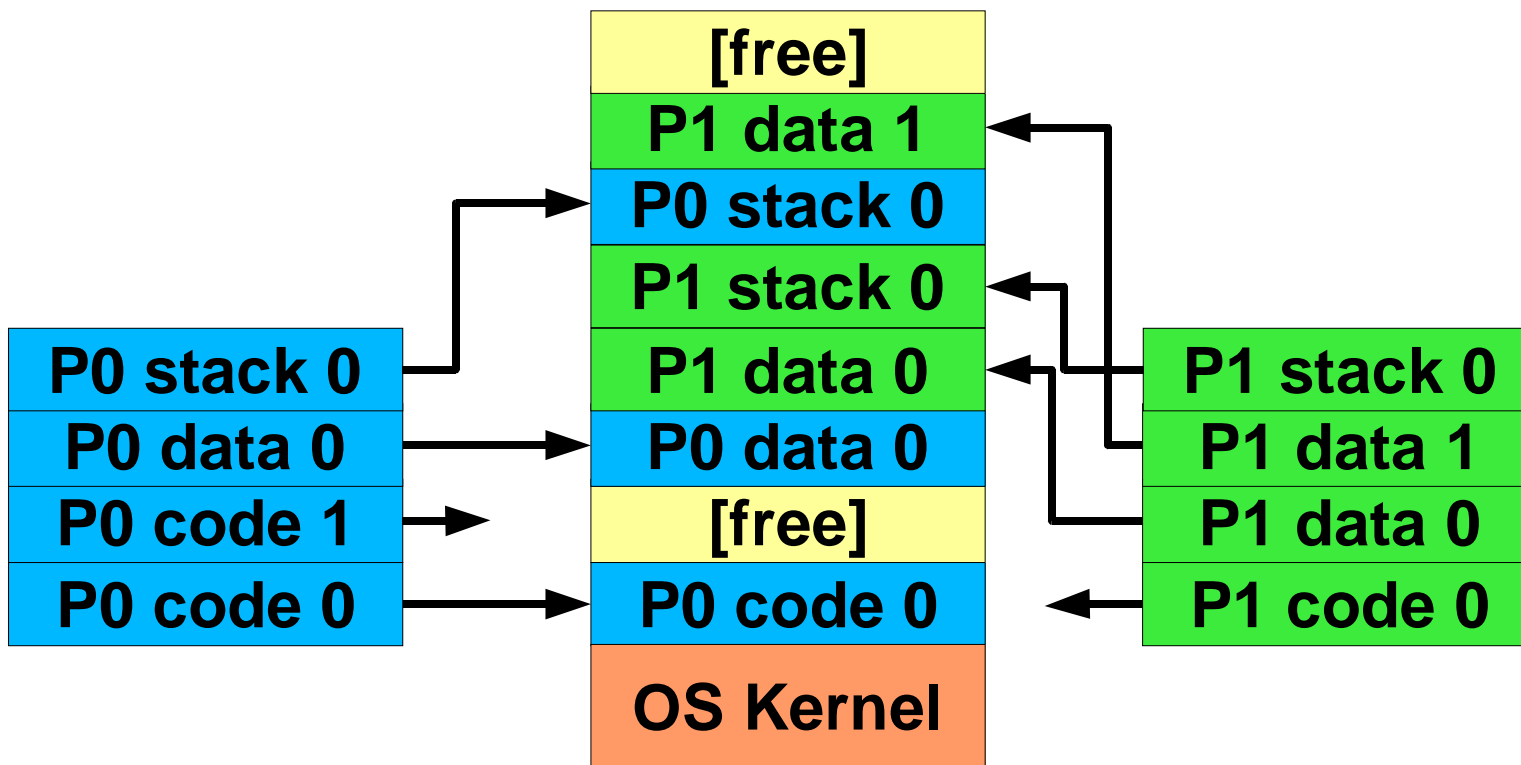 P0 stack 0
P0 data 0
P0 code 1
P0 code 0
[free]
P1 data 1
P0 stack 0
P1 stack 0
P1 data 0
P0 data 0
[free]
P0 code 0
OS Kernel
P1 stack 0
P1 data 1
P1 data 0
P1 code 0